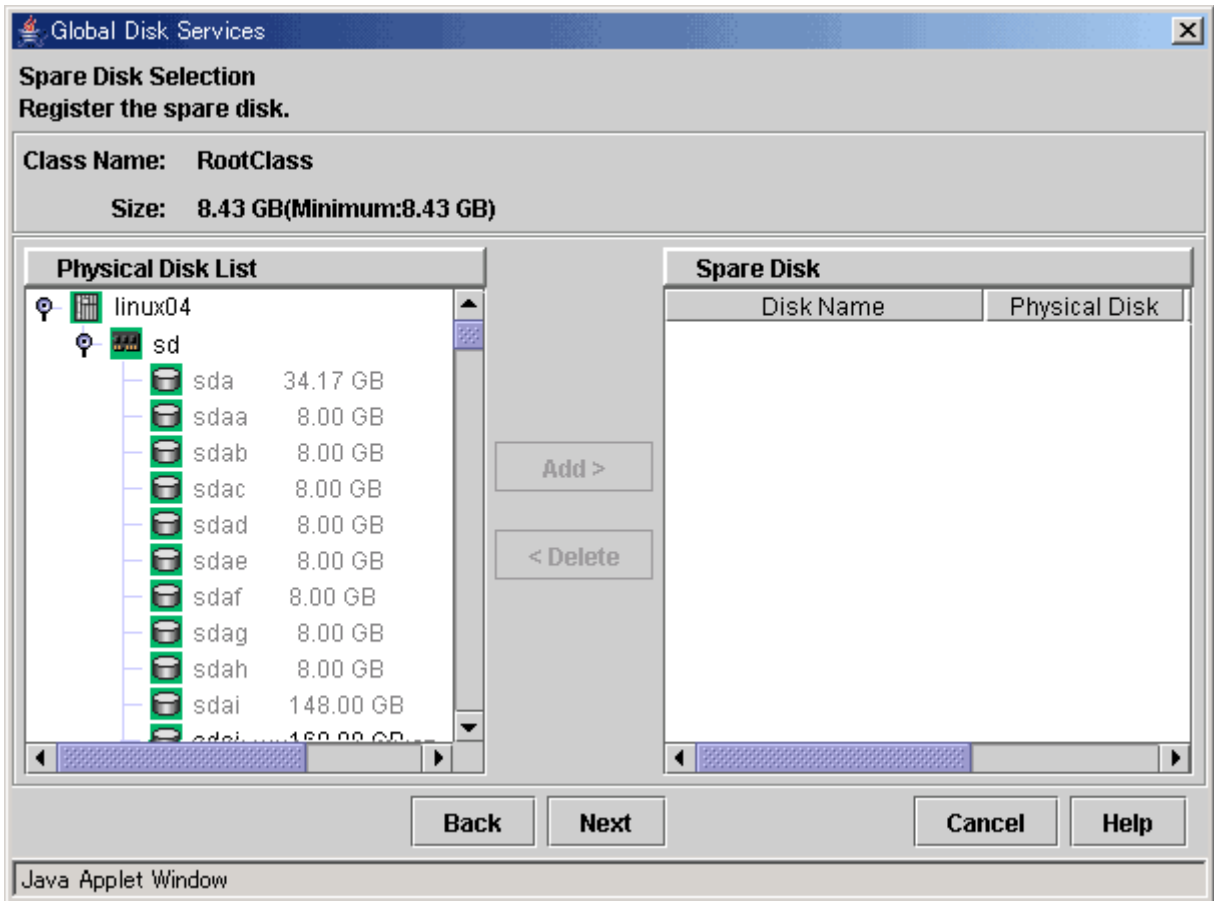 Global Disk Services
Spare Disk Selection
Register the spare disk.
Class Name: RootClass
Size: 8.43 GB(Minimum:8.43 GB)
Physical Disk List
linux04
sd
sda 34.17 GB
sdaa 8.00 GB
sdab 8.00 GB
sdac 8.00 GB
sdad 8.00 GB
sdae 8.00 GB
sdaf 8.00 GB
sdag 8.00 GB
sdah 8.00 GB
sdai 148.00 GB
Add >
< Delete
Spare Disk
Disk Name Physical Disk
Back Next Cancel Help
Java Applet Window